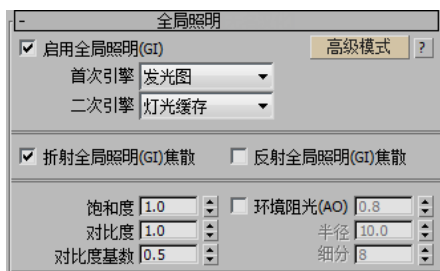 - 全局照明
启用全局照明(GI) 高级模式 ?
首次引擎 发光图
二次引擎 灯光缓存
折射全局照明(GI)焦散 反射全局照明(GI)焦散
饱和度 1.0 环境阻光(AO) 0.8
对比度 1.0 半径 10.0
对比度基数 0.5 细分 8